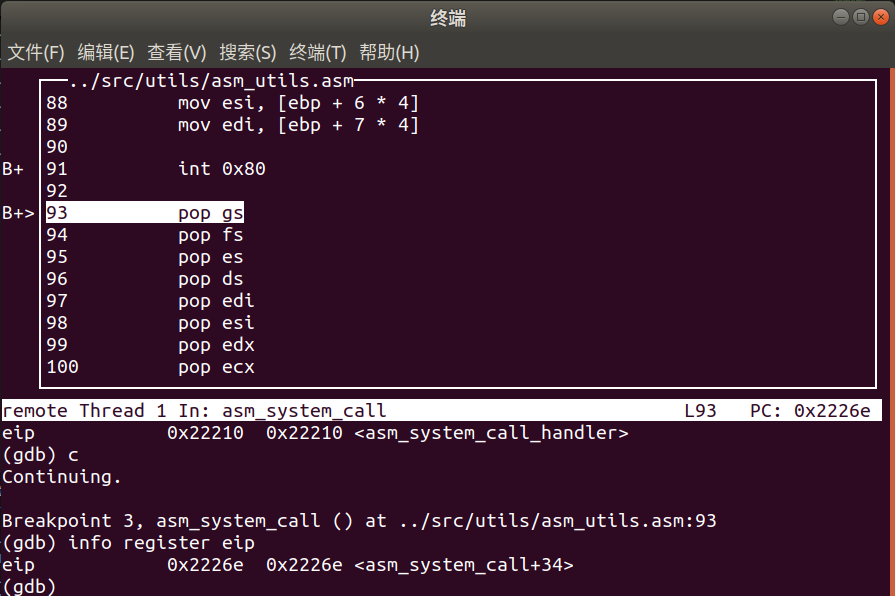 终端
文件(F) 编辑(E) 查看(V) 搜索(S) 终端(T) 帮助(H)
../src/utils/asm_utils.asm
88 mov esi, [ebp + 6 * 4]
89 mov edi, [ebp + 7 * 4]
90
B+ 91 int 0x80
92
B+> 93 pop gs
94 pop fs
95 pop es
96 pop ds
97 pop edi
98 pop esi
99 pop edx
100 pop ecx
remote Thread 1 In: asm_system_call L93 PC: 0x2226e
eip 0x22210 0x22210 <asm_system_call_handler>
(gdb) c
Continuing.
Breakpoint 3, asm_system_call () at ../src/utils/asm_utils.asm:93
(gdb) info register eip
eip 0x2226e 0x2226e <asm_system_call+34>
(gdb)